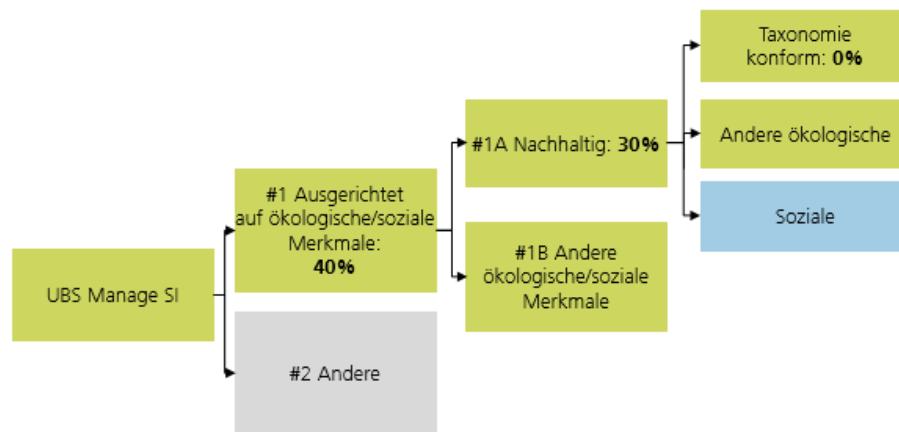 UBS Manage SI
#1 Ausgerichtet
auf ökologische/soziale
Merkmale:
40%
#2 Andere
#1A Nachhaltig: 30%
#1B Andere
ökologische/soziale
Merkmale
Taxonomie
konform: 0%
Andere ökologische
Soziale